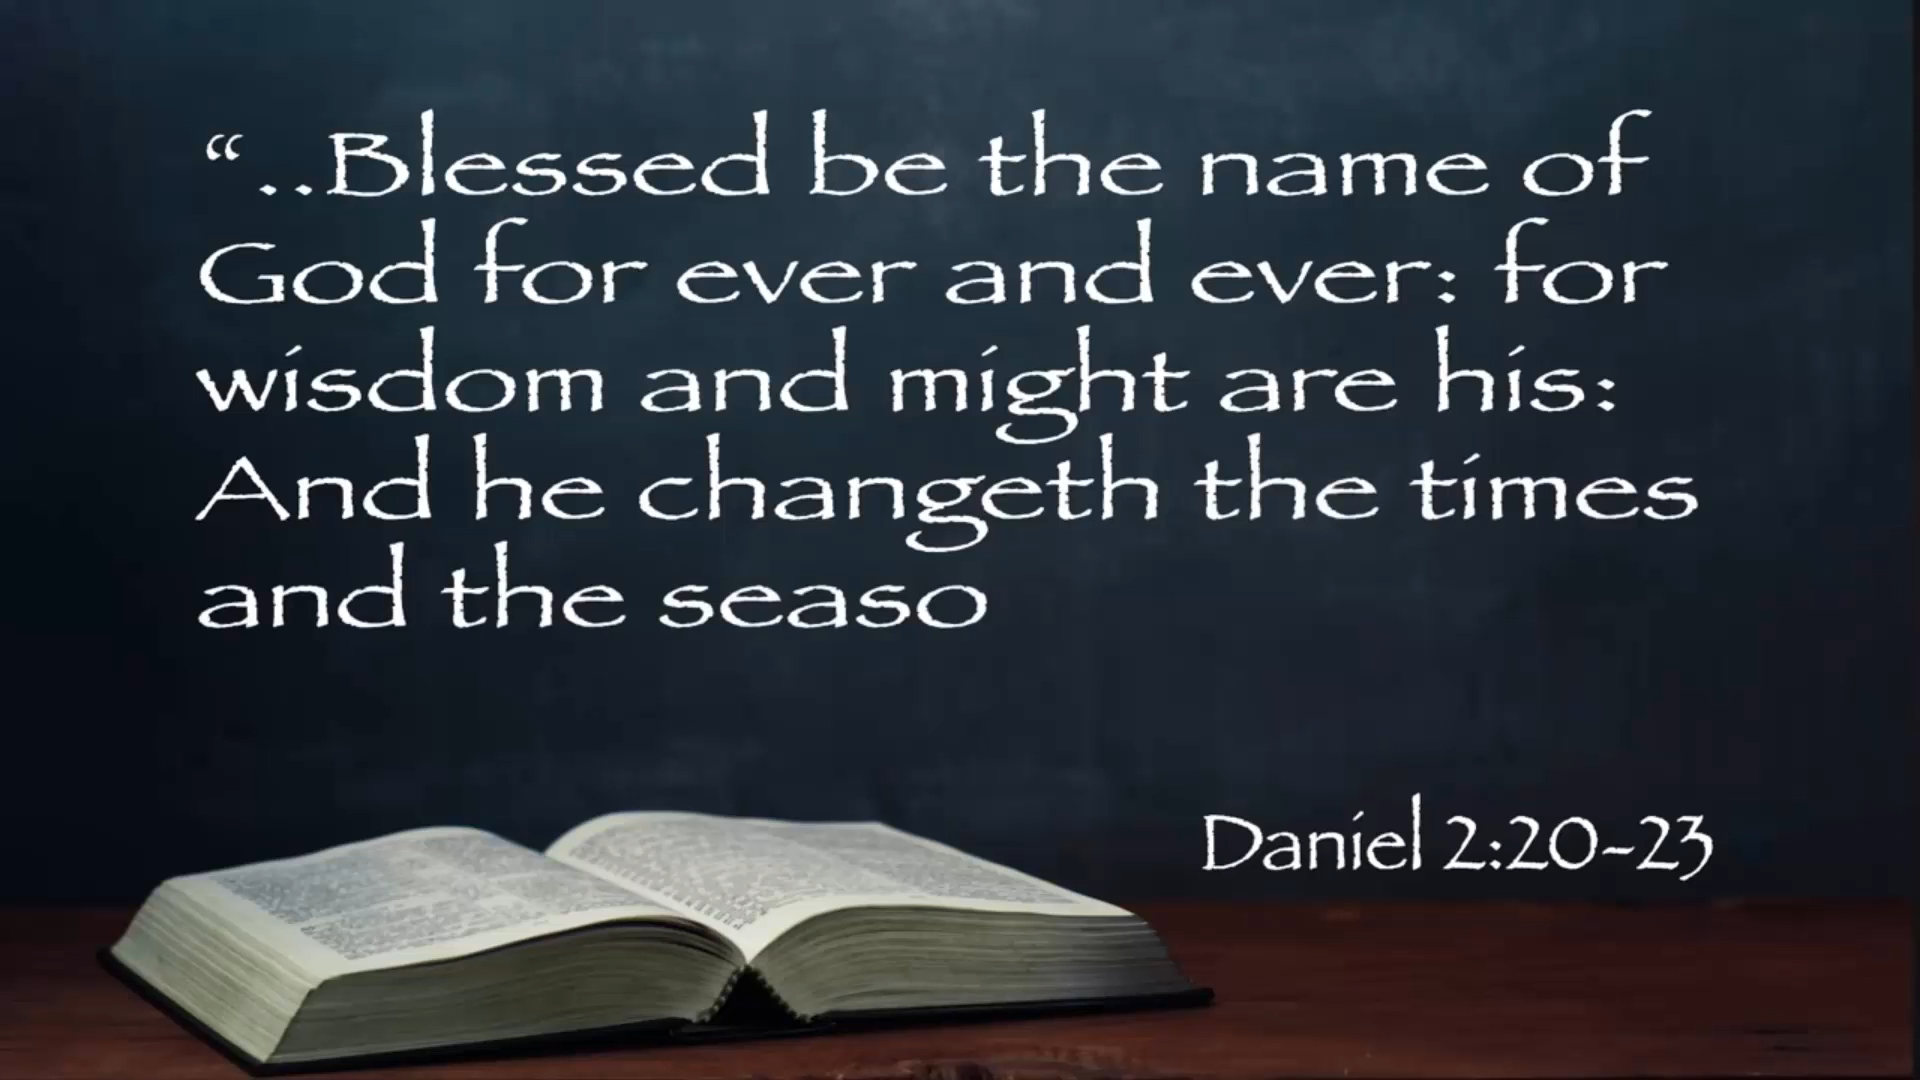 “..Blessed be the name of
God for ever and ever: for
wisdom and might are his:
And he changeth the times
and the seaso
Daniel 2:20-23